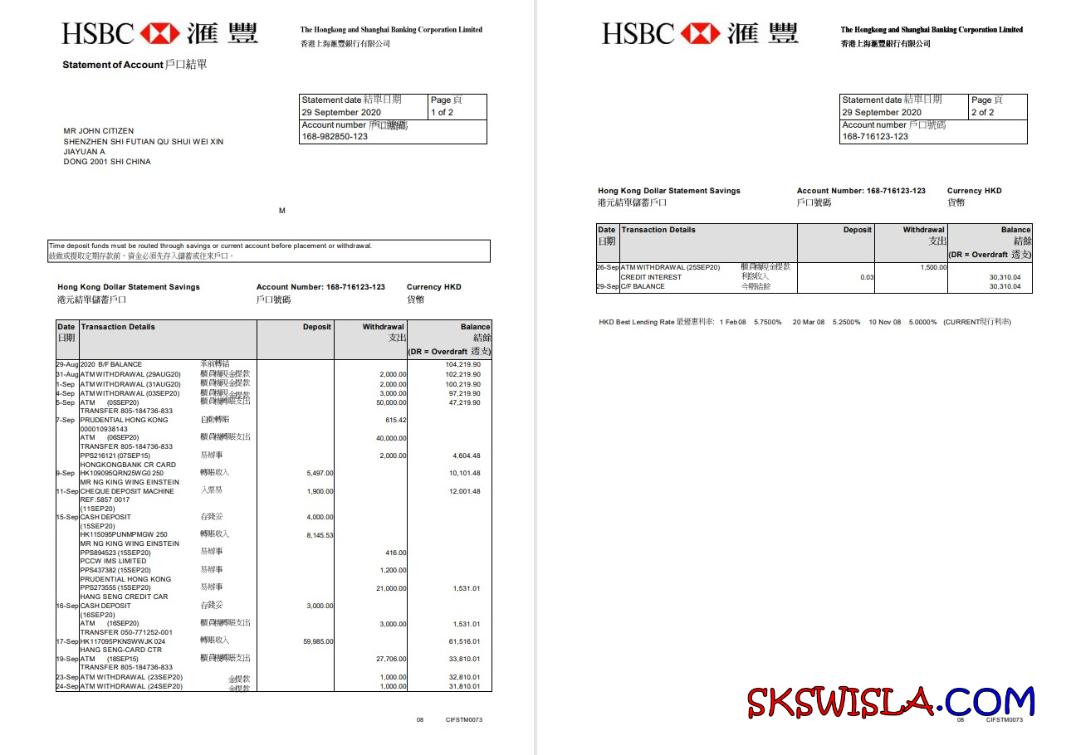 HSBC 滙豐
The Hongkong and Shanghai Banking Corporation Limited
香港上海滙豐銀行有限公司
Statement of Account 戶口結單
Statement date 結單日期 Page 頁
29 September 2020 1 of 2
Account number 戶口號碼
168-982850-123
MR JOHN CITIZEN
SHENZHEN SHI FUTIAN QU SHUI WEI XIN
JIAYUAN A
DONG 2001 SHI CHINA
M
Time deposit funds must be routed through savings or current account before placement or withdrawal.
敍做或提取定期存款前,資金必須先存入儲蓄或往來戶口。
Hong Kong Dollar Statement Savings Account Number: 168-716123-123 Currency HKD
港元結單儲蓄戶口 戶口號碼 貨幣
Date Transaction Details Deposit Withdrawal Balance
日期 支出 結餘
(DR = Overdraft 透支)
29-Aug 2020 B/F BALANCE 承前轉結 104,219.90
31-Aug ATM WITHDRAWAL (29AUG20) 櫃員機現金提款 2,000.00 102,219.90
1-Sep ATM WITHDRAWAL (31AUG20) 櫃員機現金提款 2,000.00 100,219.90
4-Sep ATM WITHDRAWAL (03SEP20) 櫃員機現金提款 3,000.00 97,219.90
5-Sep ATM (05SEP20) 櫃員機轉賬支出 50,000.00 47,219.90
TRANSFER 805-184736-833
7-Sep PRUDENTIAL HONG KONG 自動轉賬 615.42
000010938143
ATM (06SEP20) 櫃員機轉賬支出 40,000.00
TRANSFER 805-184736-833
PPS216121 (07SEP15) 易辦事 2,000.00 4,604.48
HONGKONGBANK CR CARD
9-Sep HK109095QRN25WG0 250 轉賬收入 5,497.00 10,101.48
MR NG KING WING EINSTEIN
11-Sep CHEQUE DEPOSIT MACHINE 入票易 1,900.00 12,001.48
REF:5857 0017
(11SEP20)
15-Sep CASH DEPOSIT 存錢妥 4,000.00
(15SEP20)
HK115095PUNMPMGW 250 轉賬收入 8,145.53
MR NG KING WING EINSTEIN
PPS894523 (15SEP20) 易辦事 416.00
PCCW IMS LIMITED
PPS437382 (15SEP20) 易辦事 1,200.00
PRUDENTIAL HONG KONG
PPS273555 (15SEP20) 易辦事 21,000.00 1,531.01
HANG SENG CREDIT CAR
16-Sep CASH DEPOSIT 存錢妥 3,000.00
(16SEP20)
ATM (16SEP20) 櫃員機轉賬支出 3,000.00 1,531.01
TRANSFER 050-771252-001
17-Sep HK117095PKNSWWJK 024 轉賬收入 59,985.00 61,516.01
HANG SENG-CARD CTR
19-Sep ATM (18SEP15) 櫃員機轉賬支出 27,706.00 33,810.01
TRANSFER 805-184736-833
23-Sep ATM WITHDRAWAL (23SEP20) 金提款 1,000.00 32,810.01
24-Sep ATM WITHDRAWAL (24SEP20) 金提款 1,000.00 31,810.01
08 CIFSTM0073
HSBC 滙豐
The Hongkong and Shanghai Banking Corporation Limited
香港上海滙豐銀行有限公司
Statement date 結單日期 Page 頁
29 September 2020 2 of 2
Account number 戶口號碼
168-716123-123
Hong Kong Dollar Statement Savings Account Number: 168-716123-123 Currency HKD
港元結單儲蓄戶口 戶口號碼 貨幣
Date Transaction Details Deposit Withdrawal Balance
日期 支出 結餘
(DR = Overdraft 透支)
26-Sep ATM WITHDRAWAL (25SEP20) 櫃員機現金提款 1,500.00
CREDIT INTEREST 利息收入 0.03 30,310.04
29-Sep C/F BALANCE 今期結餘 30,310.04
HKD Best Lending Rate 最優惠利率: 1 Feb 08 5.7500% 20 Mar 08 5.2500% 10 Nov 08 5.0000% (CURRENT現行利率)
SKSWISLA.COM
08 CIFSTM0073